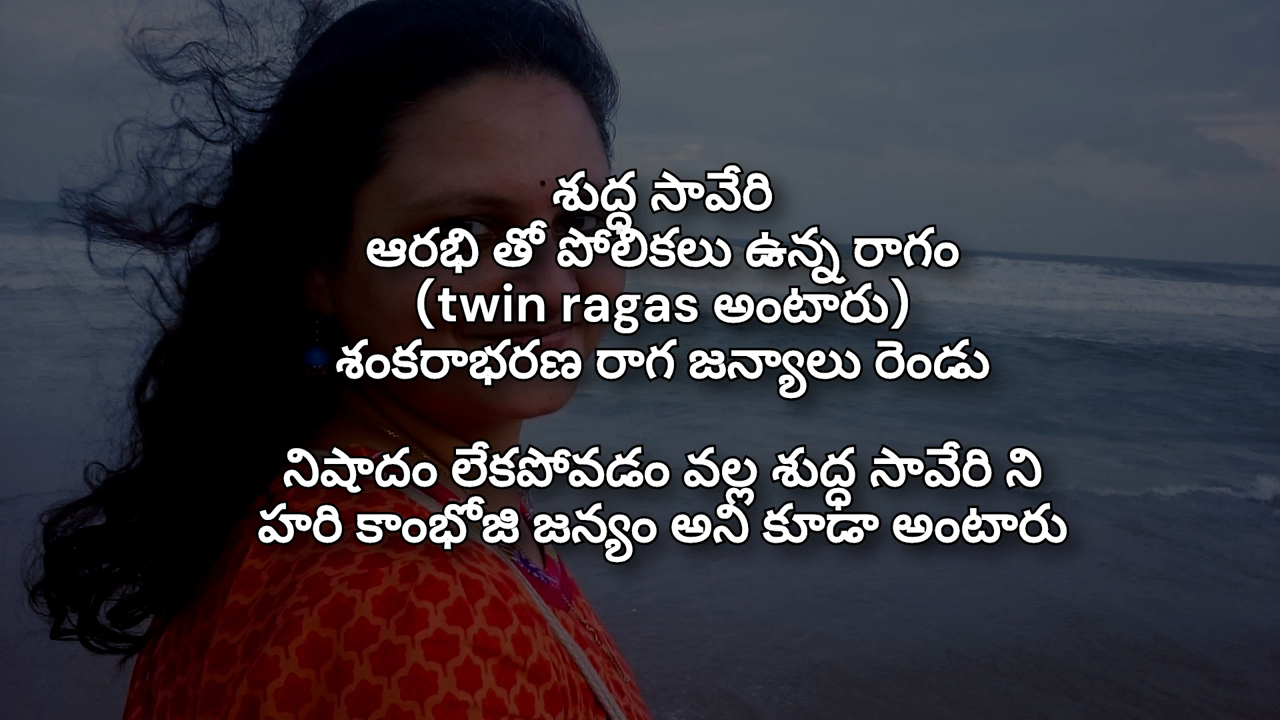 శుద్ధ సావేరి
ఆరభి తో పోలికలు ఉన్న రాగం
(twin ragas అంటారు)
శంకరాభరణ రాగ జన్యాలు రెండు
నిషాదం లేకపోవడం వల్ల శుద్ధ సావేరి ని
హరి కాంభోజి జన్యం అని కూడా అంటారు